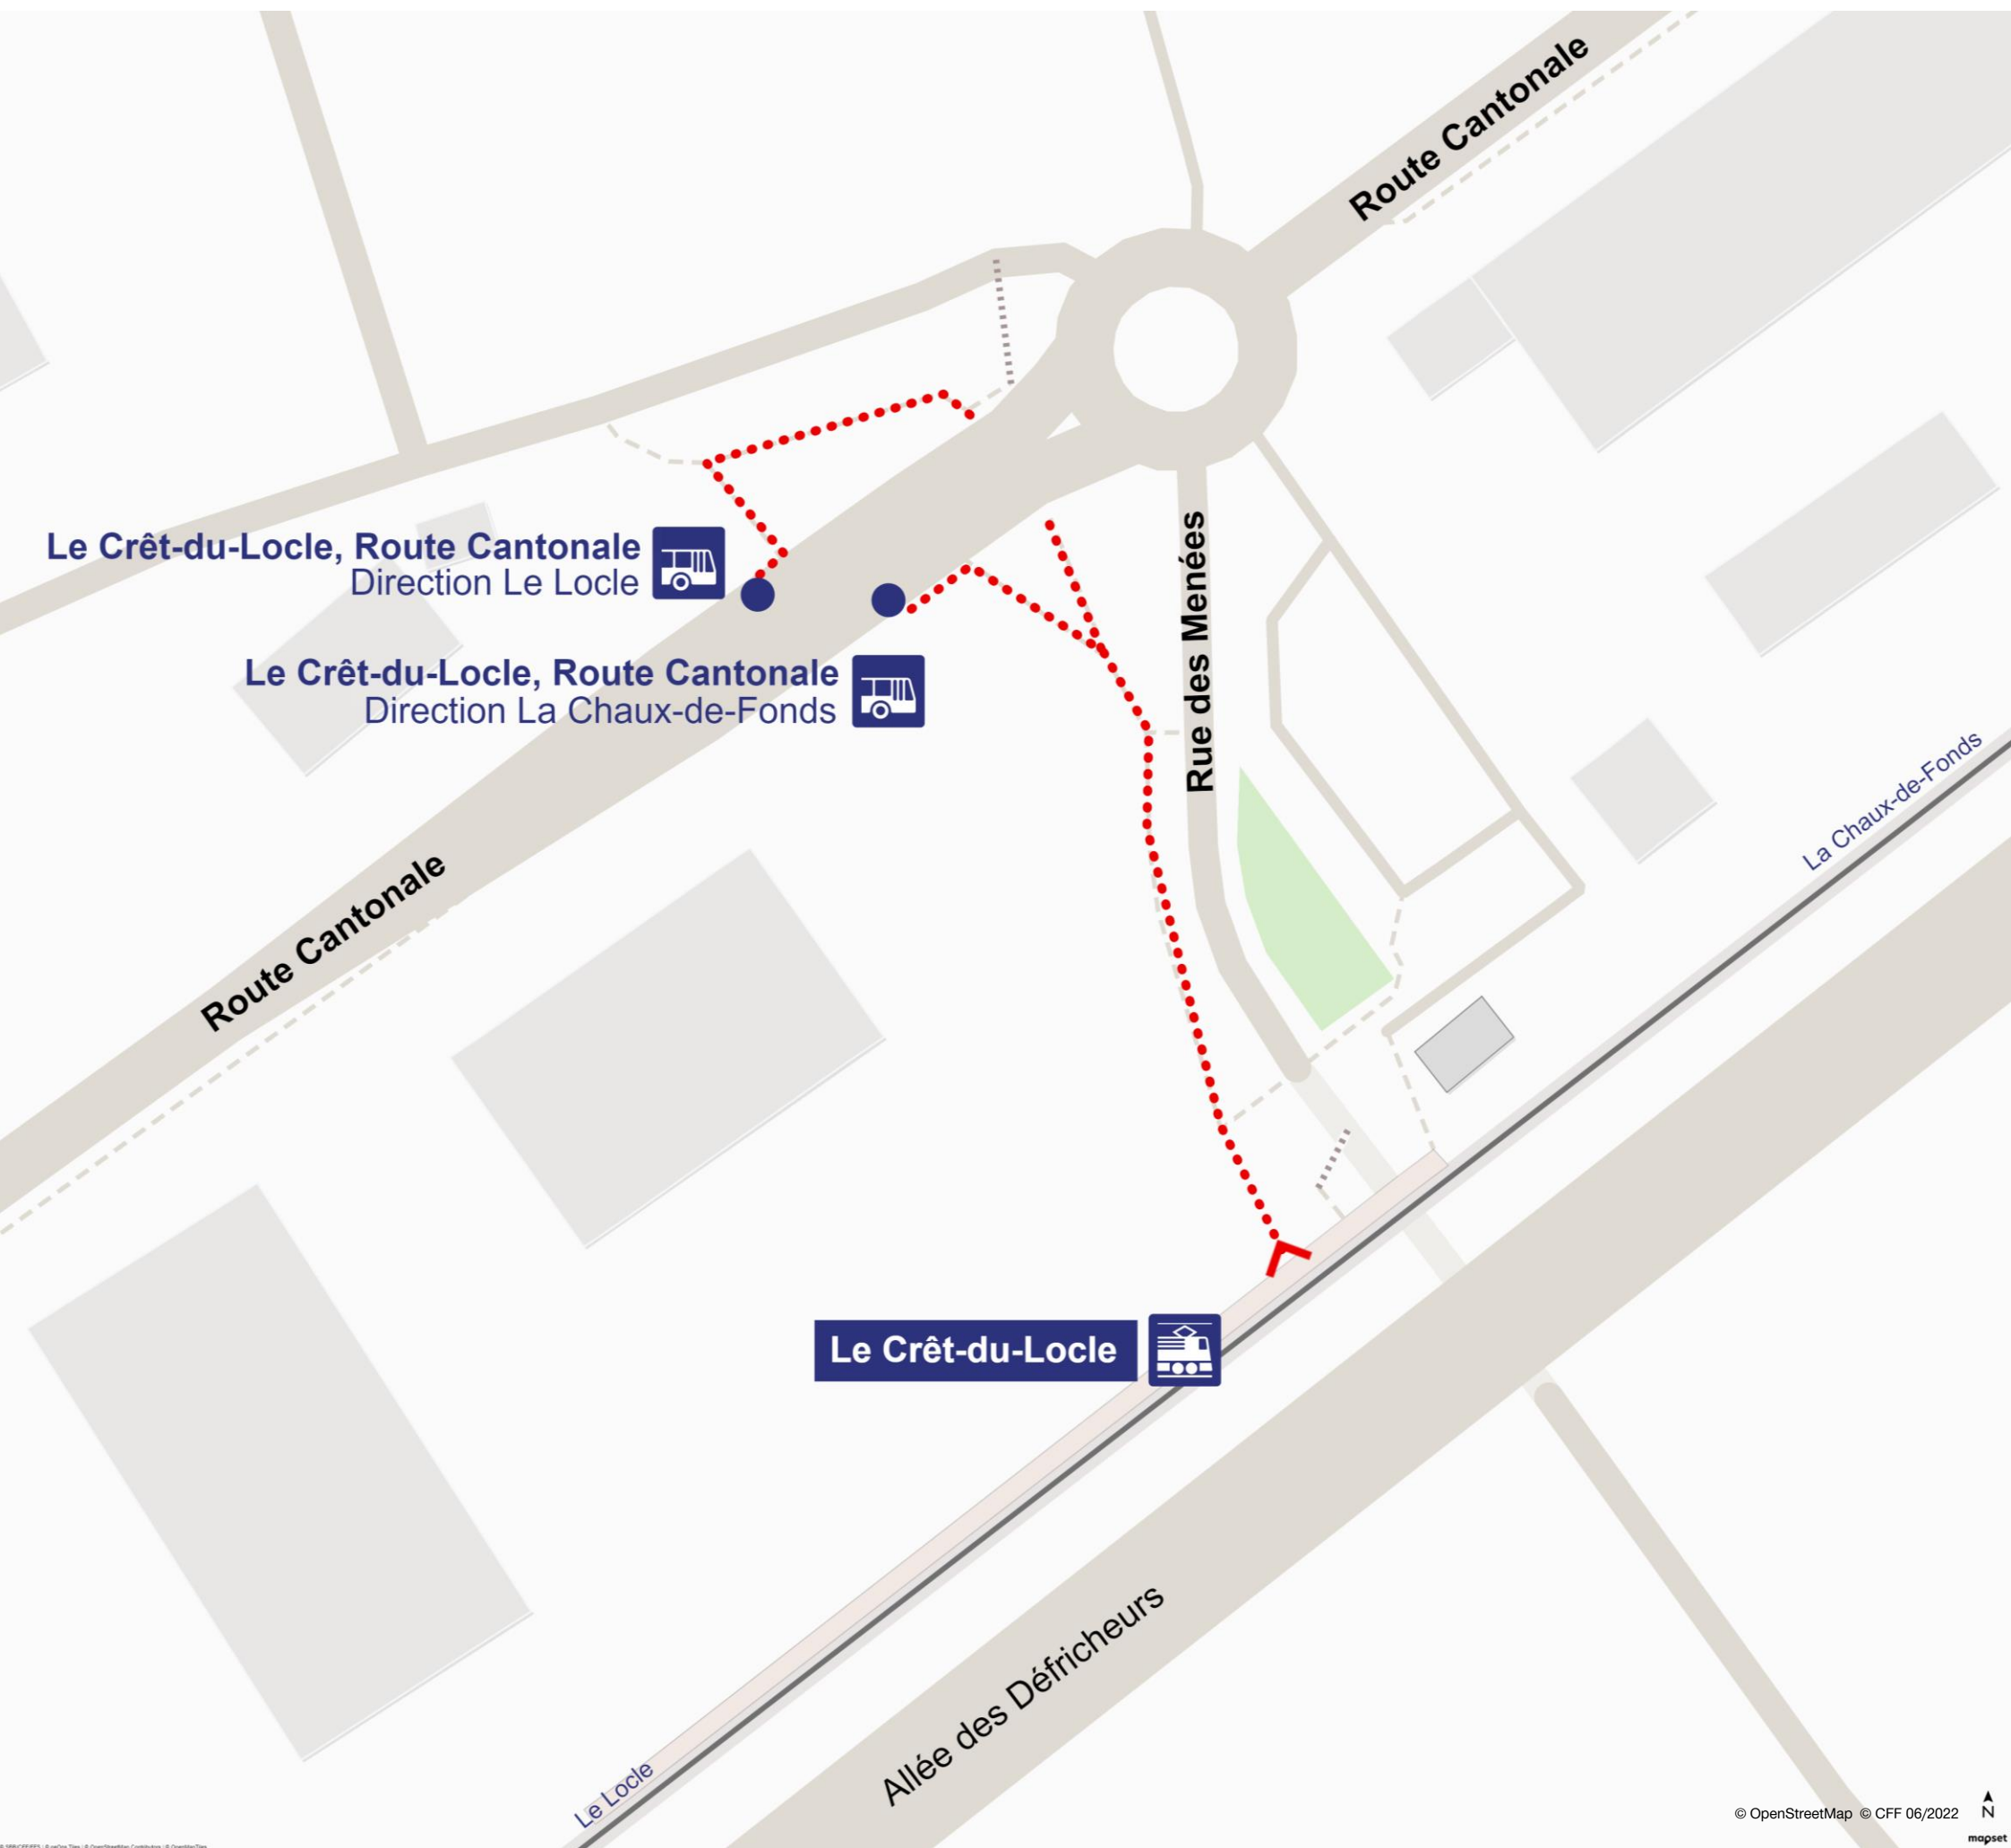 Route Cantonale
Rue des Menées
Le Crêt-du-Locle, Route Cantonale
Direction Le Locle
Le Crêt-du-Locle, Route Cantonale
Direction La Chaux-de-Fonds
La Chaux-de-Fonds
Route Cantonale
Le Crêt-du-Locle
Allée des Défricheurs
Le Locle
© OpenStreetMap © CFF 06/2022
N
mapset